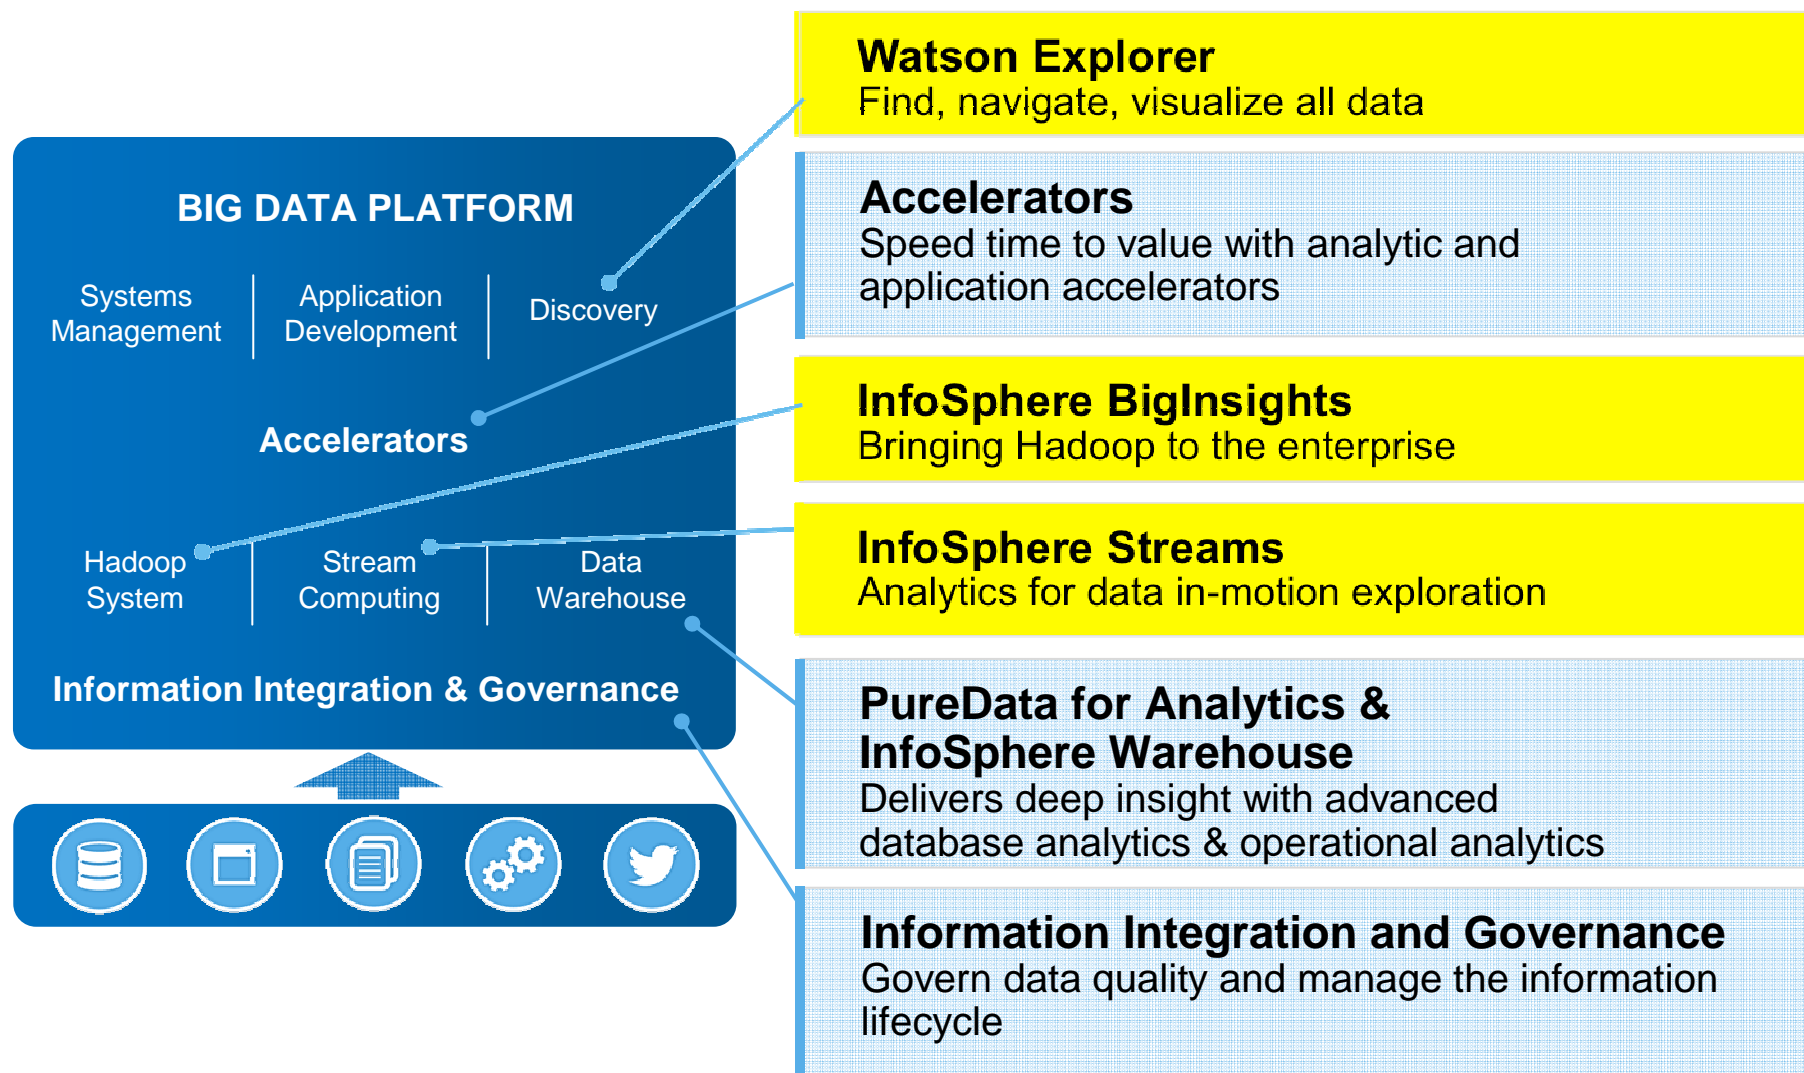 BIG DATA PLATFORM
Systems
Management
Application
Development
Discovery
Accelerators
Hadoop
System
Stream
Computing
Data
Warehouse
Information Integration & Governance
Watson Explorer
Find, navigate, visualize all data
Accelerators
Speed time to value with analytic and
application accelerators
InfoSphere BigInsights
Bringing Hadoop to the enterprise
InfoSphere Streams
Analytics for data in-motion exploration
PureData for Analytics &
InfoSphere Warehouse
Delivers deep insight with advanced
database analytics & operational analytics
Information Integration and Governance
Govern data quality and manage the information
lifecycle